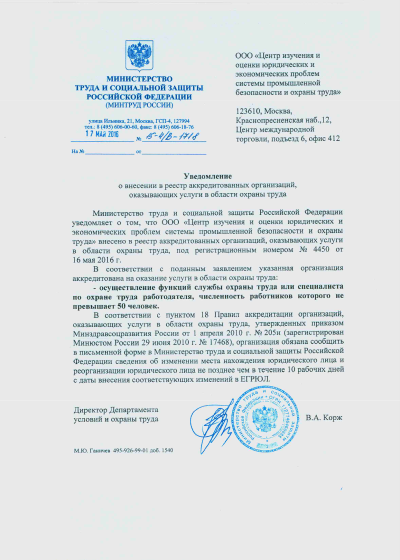 МИНИСТЕРСТВО
ТРУДА И СОЦИАЛЬНОЙ ЗАЩИТЫ
РОССИЙСКОЙ ФЕДЕРАЦИИ
(МИНТРУД РОССИИ)
улица Ильинка, 21, Москва, ГСП-4, 127994
тел.: 8 (495) 606-00-60, факс: 8 (495) 606-18-76
17 МАЙ 2016 № 15-4/В-1718
На № от
ООО «Центр изучения и
оценки юридических и
экономических проблем
системы промышленной
безопасности и охраны труда»
123610, Москва,
Краснопресненская наб.,12,
Центр международной
торговли, подъезд 6, офис 412
Уведомление
о внесении в реестр аккредитованных организаций,
оказывающих услуги в области охраны труда
Министерство труда и социальной защиты Российской Федерации
уведомляет о том, что ООО «Центр изучения и оценки юридических и
экономических проблем системы промышленной безопасности и охраны
труда» внесено в реестр аккредитованных организаций, оказывающих услуги
в области охраны труда, под регистрационным номером № 4450 от
16 мая 2016 г.
В соответствии с поданным заявлением указанная организация
аккредитована на оказание услуги в области охраны труда:
- осуществление функций службы охраны труда или специалиста
по охране труда работодателя, численность работников которого не
превышает 50 человек.
В соответствии с пунктом 18 Правил аккредитации организаций,
оказывающих услуги в области охраны труда, утвержденных приказом
Минздравсоцразвития России от 1 апреля 2010 г. № 205н (зарегистрирован
Минюстом России 29 июня 2010 г. № 17468), организация обязана сообщить
в письменной форме в Министерство труда и социальной защиты Российской
Федерации сведения об изменении места нахождения юридического лица и
реорганизации юридического лица не позднее чем в течение 10 рабочих дней
с даты внесения соответствующих изменений в ЕГРЮЛ.
Директор Департамента
условий и охраны труда
В.А. Корж
М.Ю. Ганичев 495-926-99-01 доб. 1540